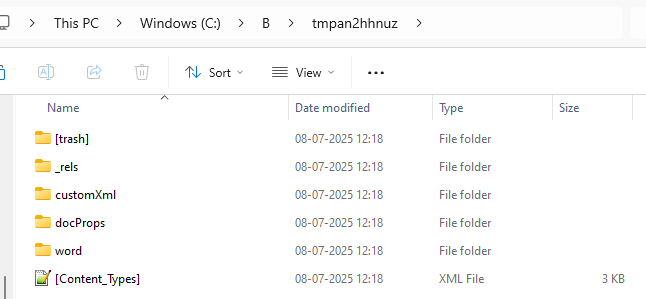 This PC > Windows (C:) > B > tmpan2hhnuz >
Sort View ...
Name Date modified Type Size
[trash] 08-07-2025 12:18 File folder
_rels 08-07-2025 12:18 File folder
customXml 08-07-2025 12:18 File folder
docProps 08-07-2025 12:18 File folder
word 08-07-2025 12:18 File folder
[Content_Types] 08-07-2025 12:18 XML File 3 KB